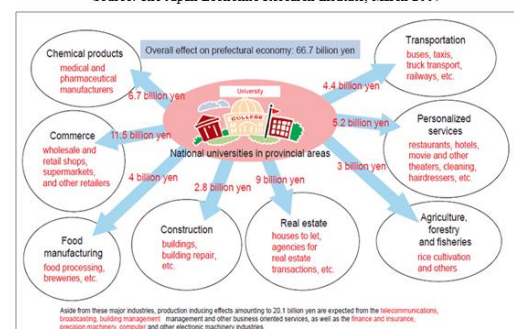 Overall effect on prefectural economy: 66.7 billion yen
Chemical products
medical and
pharmaceutical
manufacturers
Transportation
buses, taxis,
truck transport,
railways, etc.
University
COLLEGE
National universities in provincial areas
6.7 billion yen
4.4 billion yen
11.5 billion yen
5.2 billion yen
4 billion yen
2.8 billion yen
9 billion yen
3 billion yen
Commerce
wholesale and
retail shops,
supermarkets,
and other retailers
Personalized
services
restaurants, hotels,
movie and other
theaters, cleaning,
hairdressers, etc.
Food
manufacturing
food processing,
breweries, etc.
Construction
buildings,
building repair,
etc.
Real estate
houses to let,
agencies for
real estate
transactions, etc.
Agriculture,
forestry
and fisheries
rice cultivation
and others
Aside from these major industries, production inducing effects amounting to 20.1 billion yen are expected from the telecommunications,
broadcasting, building management management and other business oriented services, as well as the finance and insurance,
precision machinery, computer and other electronic machinery industries.